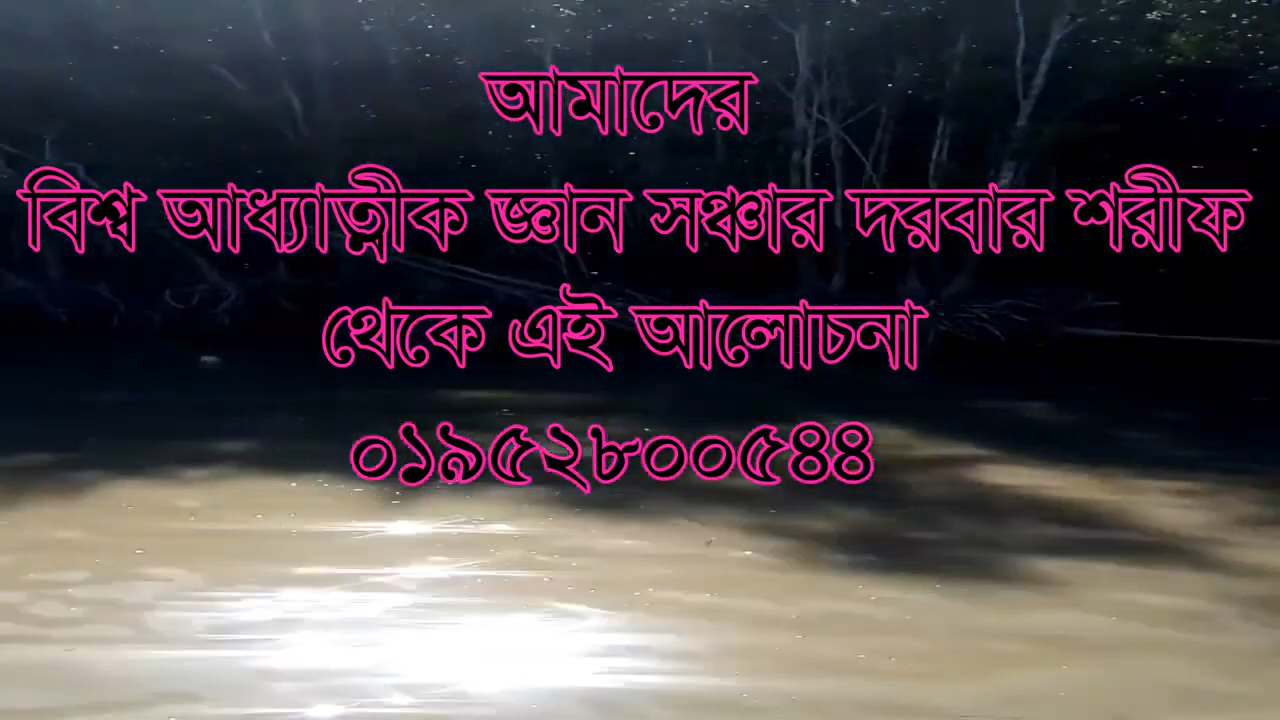 আমাদের
বিশ্ব আধ্যাত্নীক জ্ঞান সঞ্চার দরবার শরীফ
থেকে এই আলোচনা
০১৯৫২৮০০৫৪৪